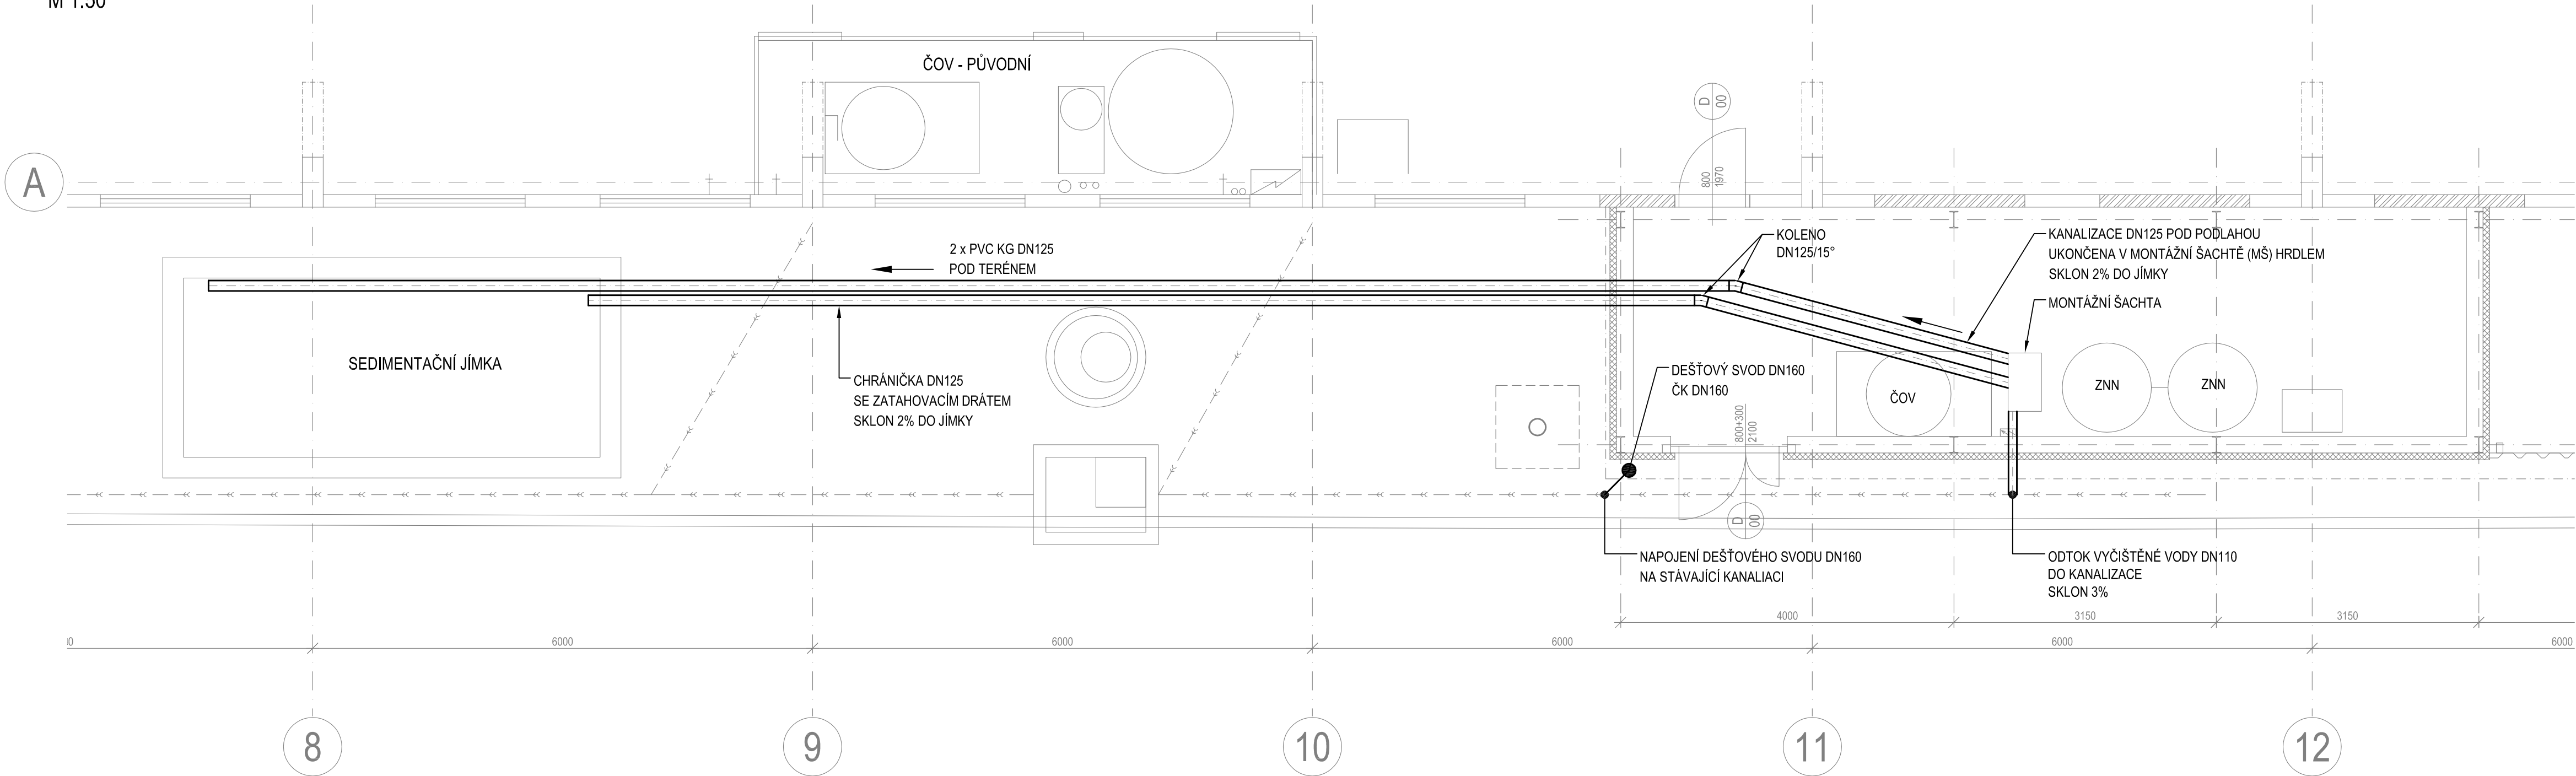 M 1:50
ČOV - PŮVODNÍ
D
00
A
800
1970
2 x PVC KG DN125
POD TERÉNEM
KOLENO
DN125/15°
KANALIZACE DN125 POD PODLAHOU
UKONČENA V MONTÁŽNÍ ŠACHTĚ (MŠ) HRDLEM
SKLON 2% DO JÍMKY
MONTÁŽNÍ ŠACHTA
SEDIMENTAČNÍ JÍMKA
CHRÁNIČKA DN125
SE ZATAHOVACÍM DRÁTEM
SKLON 2% DO JÍMKY
DEŠŤOVÝ SVOD DN160
ČK DN160
ČOV
ZNN
ZNN
800+300
2100
D
00
NAPOJENÍ DEŠŤOVÉHO SVODU DN160
NA STÁVAJÍCÍ KANALIACI
ODTOK VYČIŠTĚNÉ VODY DN110
DO KANALIZACE
SKLON 3%
4000
3150
3150
6000
6000
6000
6000
6000
8
9
10
11
12